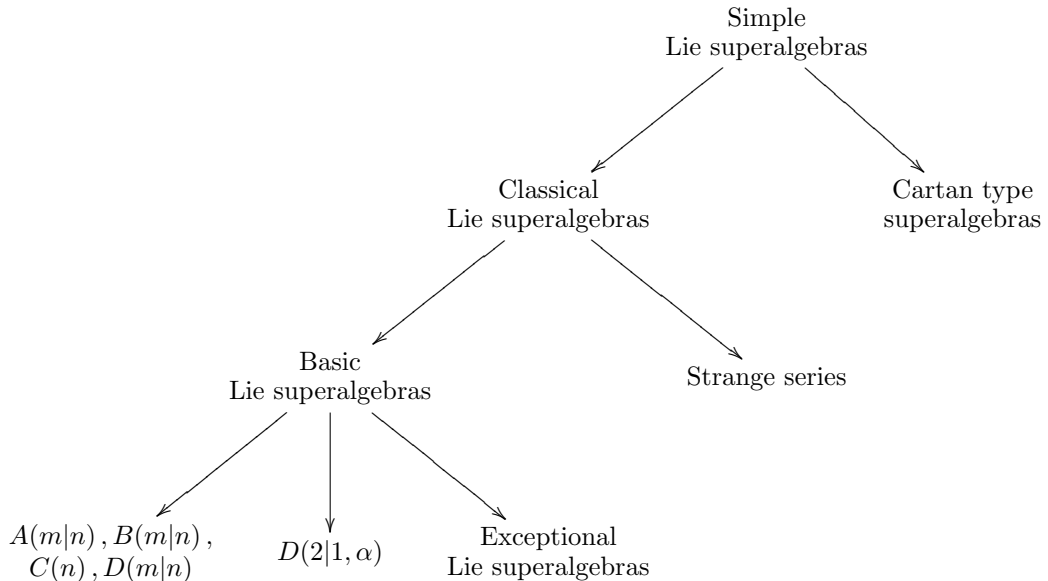 Simple
Lie superalgebras
Classical
Lie superalgebras
Cartan type
superalgebras
Basic
Lie superalgebras
Strange series
A(m|n) , B(m|n) ,
C(n) , D(m|n)
D(2|1, α)
Exceptional
Lie superalgebras